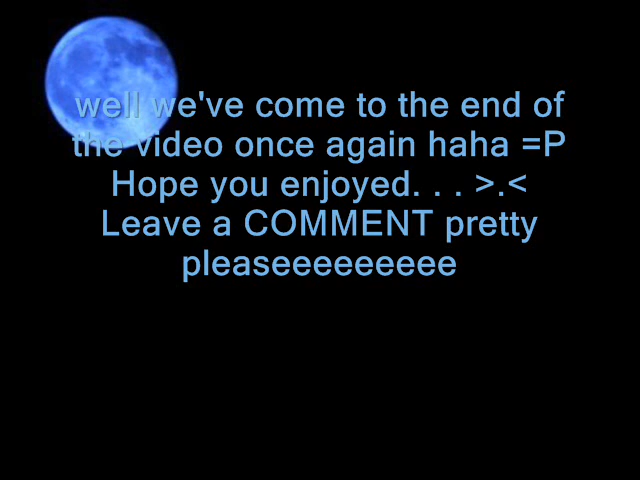 well we've come to the end of
the video once again haha =P
Hope you enjoyed. . . >.<
Leave a COMMENT pretty
pleaseeeeeeeeee